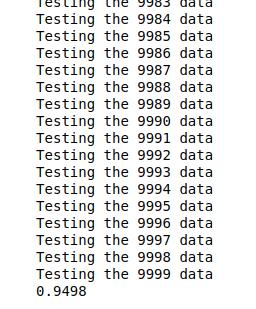 Testing the 9983 data
Testing the 9984 data
Testing the 9985 data
Testing the 9986 data
Testing the 9987 data
Testing the 9988 data
Testing the 9989 data
Testing the 9990 data
Testing the 9991 data
Testing the 9992 data
Testing the 9993 data
Testing the 9994 data
Testing the 9995 data
Testing the 9996 data
Testing the 9997 data
Testing the 9998 data
Testing the 9999 data
0.9498